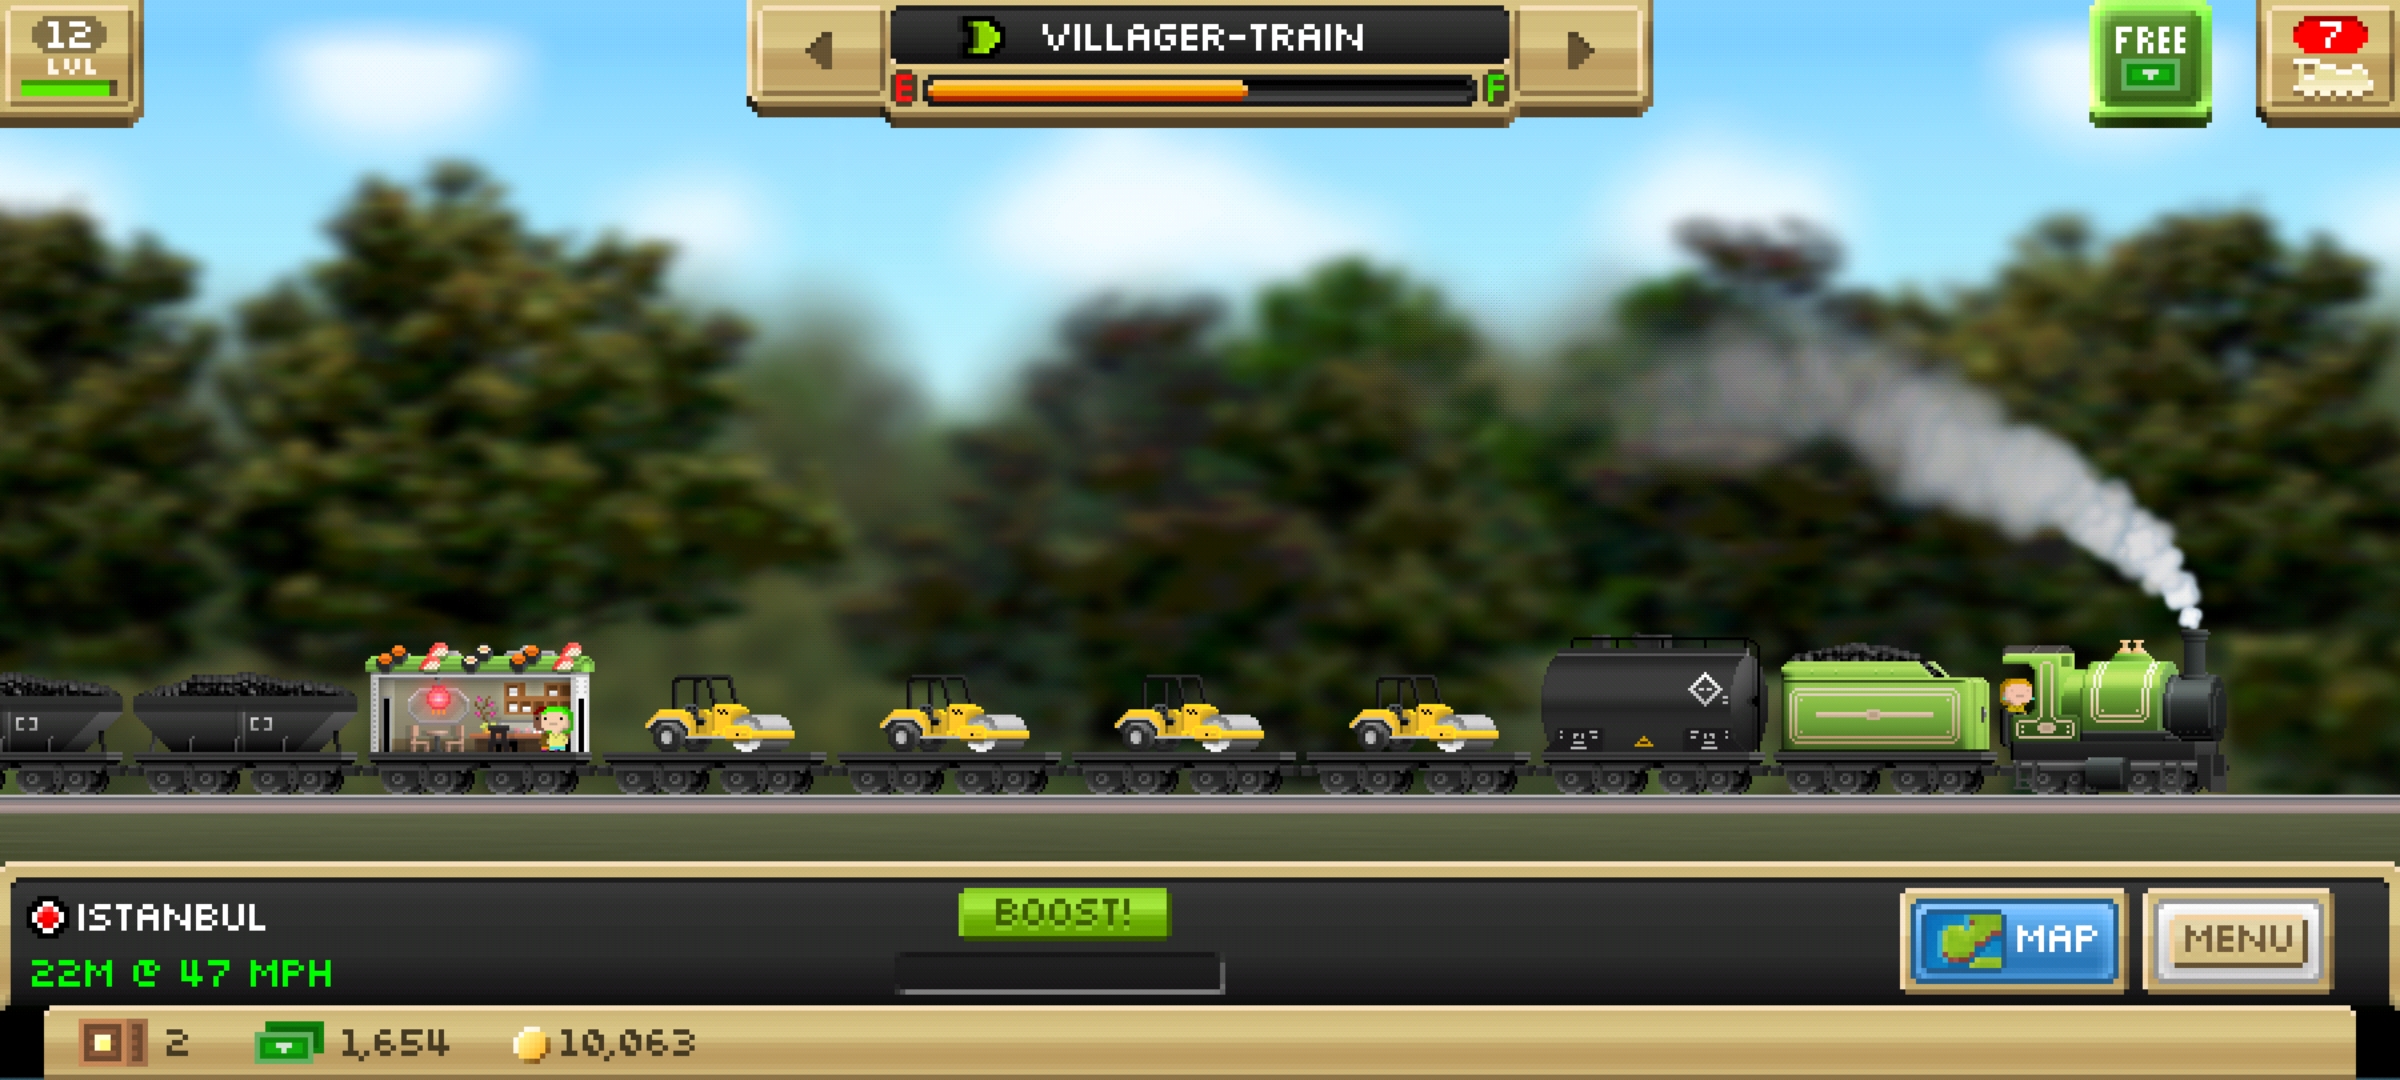 12
LVL
VILLAGER-TRAIN
E F
FREE
7
ISTANBUL
22M @ 47 MPH
BOOST!
MAP
MENU
2
1,654
10,063